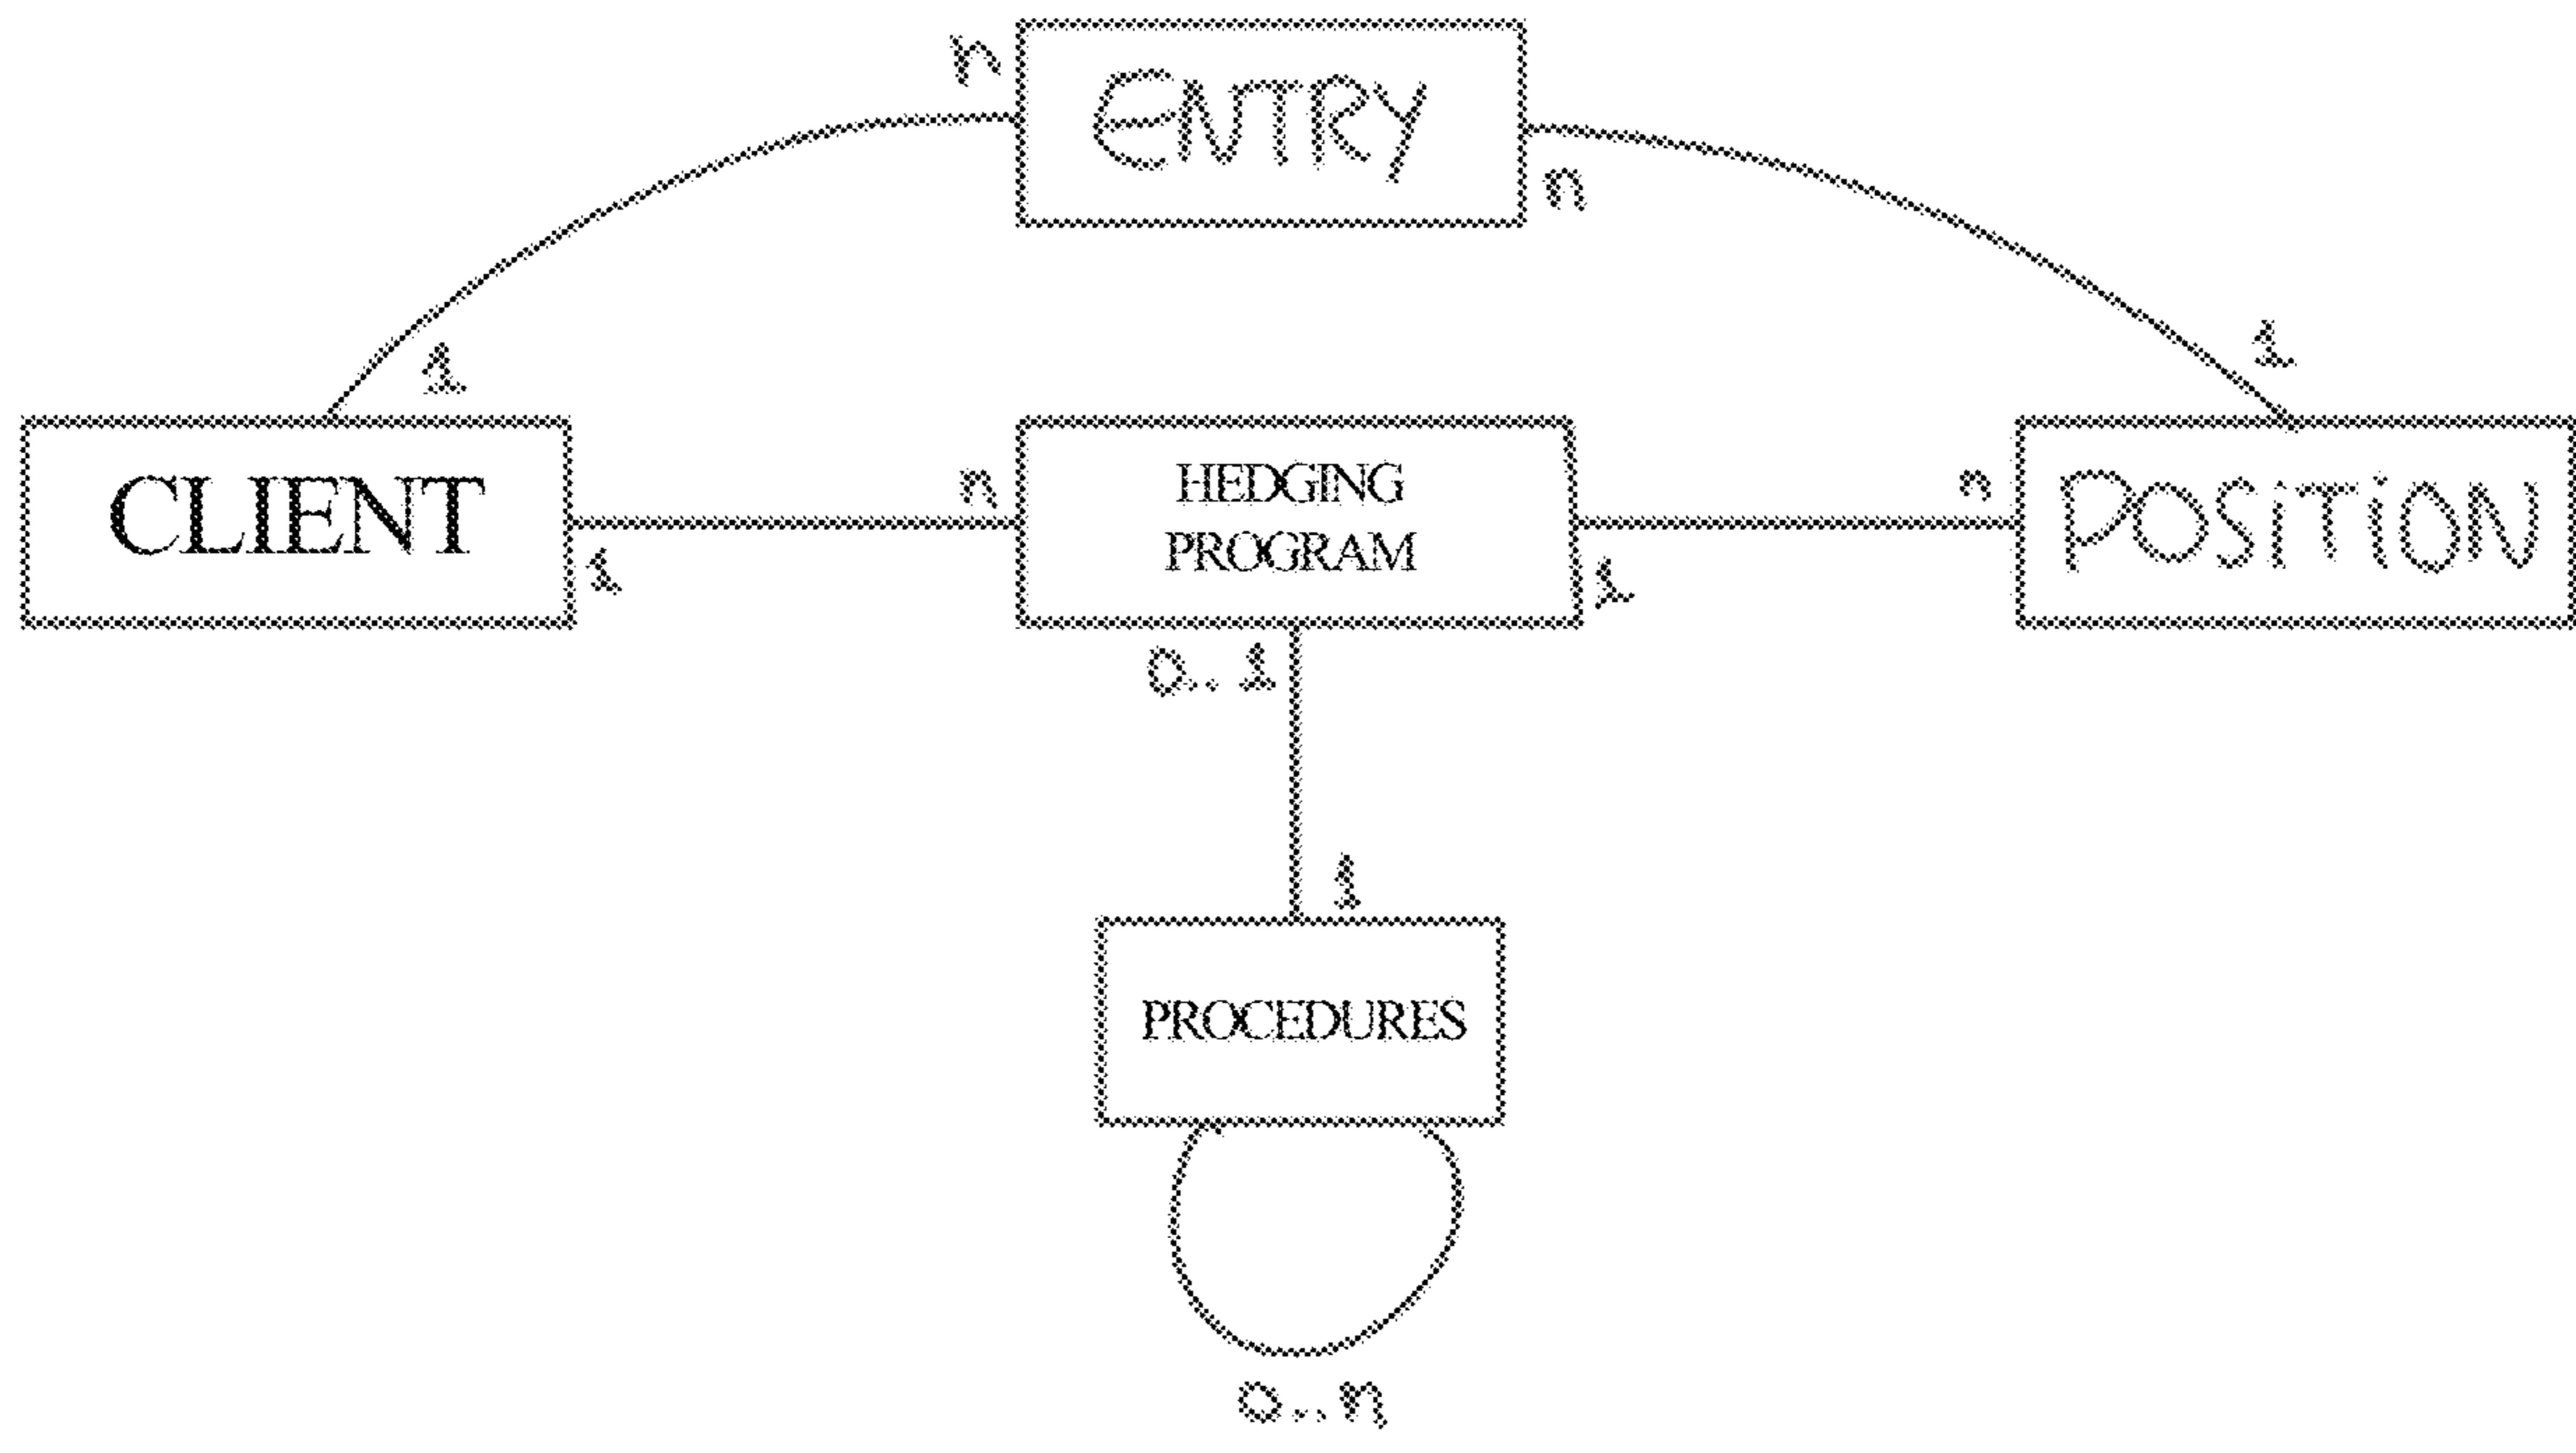 n
ENTRY
n
1
1
CLIENT
1
n
HEDGING
PROGRAM
1
n
POSITION
0..1
1
PROCEDURES
0..n